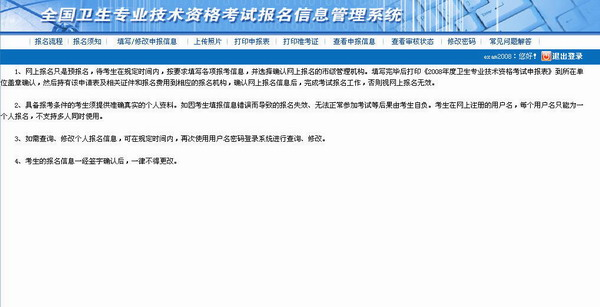 全国卫生专业技术资格考试报名信息管理系统
报名流程 | 报名须知 | 填写/修改申报信息 | 上传照片 | 打印申报表 | 打印准考证 | 查看申报信息 | 查看审核状态 | 修改密码 | 常见问题解答 |
exam2008：您好! 退出登录
1、网上报名只是预报名，待考生在规定时间内，按要求填写各项报考信息，并选择确认网上报名的市级管理机构。填写完毕后打印《2008年度卫生专业技术资格考试申报表》到所在单
位盖章确认，然后持有该申请表及相关证件和报名费用到相应的报名机构，确认网上报名信息后，完成考试报名工作，否则视网上报名无效。
2、具备报考条件的考生须提供准确真实的个人资料。如因考生填报信息错误而导致的报名失效、无法正常参加考试等后果由考生自负。考生在网上注册的用户名，每个用户名只能为一
个人报名，不支持多人同时使用。
3、如需查询、修改个人报名信息，可在规定时间内，再次使用用户名密码登录系统进行查询、修改。
4、考生的报名信息一经签字确认后，一律不得更改。